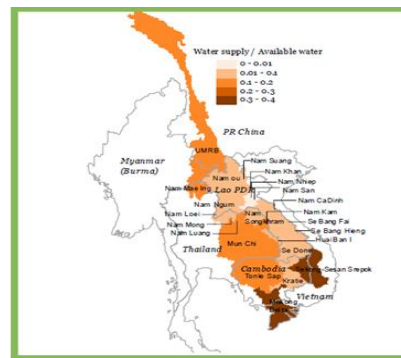 Water supply / Available water
0 - 0.01
0.01 - 0.1
0.1 - 0.2
0.2 - 0.3
0.3 - 0.4
PR China
Myanmar
(Burma)
UMRB
Nam Suang
Nam ou
Nam Khan
Nam Mae Ing
Lao PDR
Nam Nhiep
Nam San
Nam Ngum
Nam CaDinh
Nam Loei
Nam
Nam Kam
Songkhram
Se Bang Fai
Nam Mong
Se Bang Hieng
Nam Luang
Huai Ban I
Thailand
Mun Chi
Se Done
Cambodia
Sesan Srepok
Tonle Sap
Kratie
Vietnam
Mekong